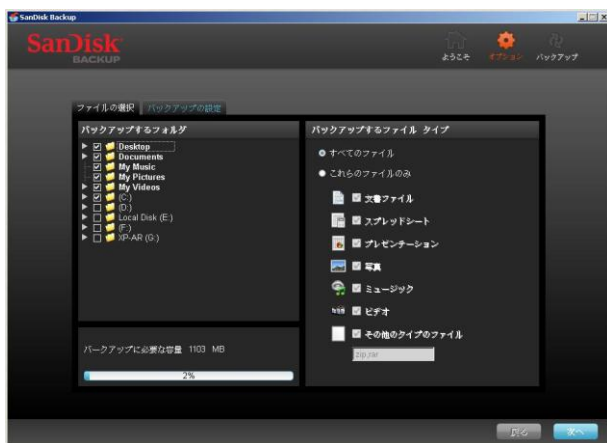 SanDisk Backup
SanDisk
BACKUP
ようこそ
オプション
バックアップ
ファイルの選択
バックアップの設定
バックアップするフォルダ
Desktop
Documents
My Music
My Pictures
My Videos
(C:)
(D:)
Local Disk (E:)
(F:)
XP-AR (G:)
バークアップに必要な容量 1103 MB
2%
バックアップするファイル タイプ
すべてのファイル
これらのファイルのみ
文書ファイル
スプレッドシート
プレゼンテーション
写真
ミュージック
ビデオ
その他のタイプのファイル
zip,rar
戻る
次へ